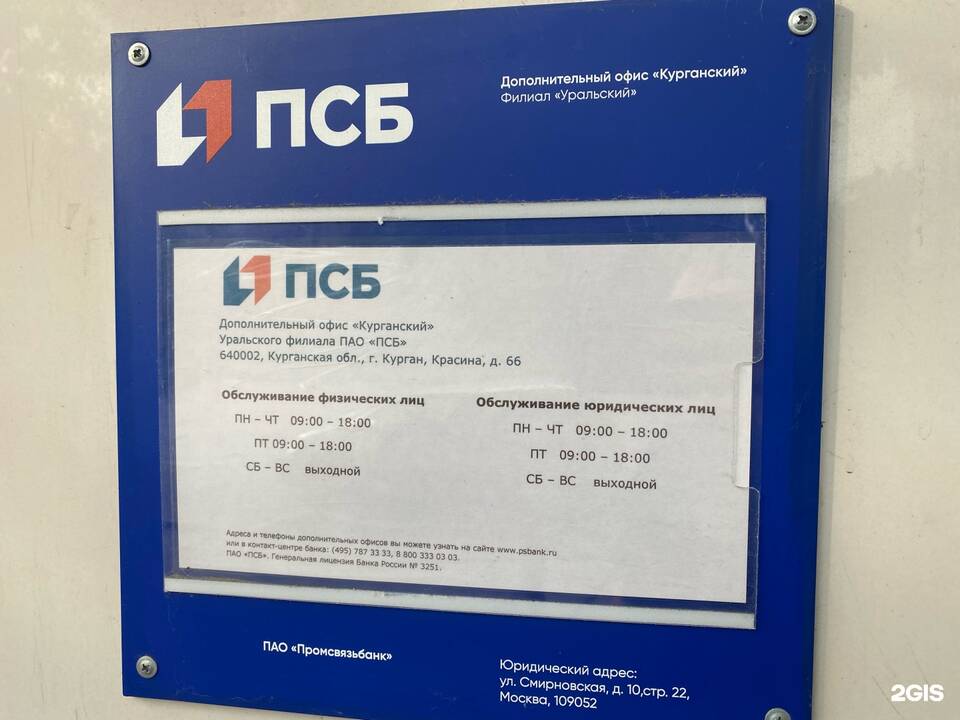 ПСБ
Дополнительный офис «Курганский»
Филиал «Уральский»
ПСБ
Дополнительный офис «Курганский»
Уральского филиала ПАО «ПСБ»
640002, Курганская обл., г. Курган, Красина, д. 66
Обслуживание физических лиц
ПН – ЧТ 09:00 – 18:00
ПТ 09:00 – 18:00
СБ – ВС выходной
Обслуживание юридических лиц
ПН – ЧТ 09:00 – 18:00
ПТ 09:00 – 18:00
СБ – ВС выходной
Адреса и телефоны дополнительных офисов вы можете узнать на сайте www.psbank.ru
или в контакт-центре банка: (495) 787 33 33, 8 800 333 03 03.
ПАО «ПСБ». Генеральная лицензия Банка России № 3251.
ПАО «Промсвязьбанк»
Юридический адрес:
ул. Смирновская, д. 10,стр. 22,
Москва, 109052
2GIS